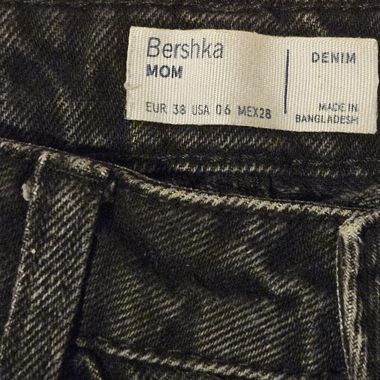 Bershka
MOM
EUR 38 USA 06 MEX28
DENIM
MADE IN
BANGLADESH